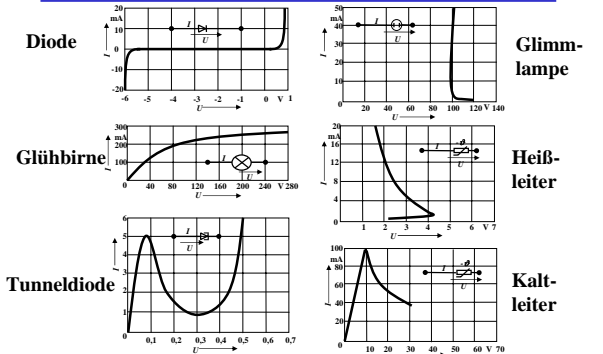 Diode
20
mA
10
0
-10
-20
I
I
U
-6 -5 -4 -3 -2 -1 0 V 1
U
Glimm-
lampe
50
mA
40
30
20
10
0
I
I
U
20 40 60 80 100 120 V 140
U
Glühbirne
300
mA
200
100
0
I
I
U
40 80 120 160 200 240 V 280
U
Heiß-
leiter
20
mA
16
12
8
4
0
I
I
-ϑ
U
1 2 3 4 5 6 V 7
U
Tunneldiode
6
5
4
3
2
1
0
I
I
U
0,1 0,2 0,3 0,4 0,5 0,6 0,7
U
Kalt-
leiter
100
mA
80
60
40
20
0
I
I
-ϑ
U
10 20 30 40 50 60 V 70
U